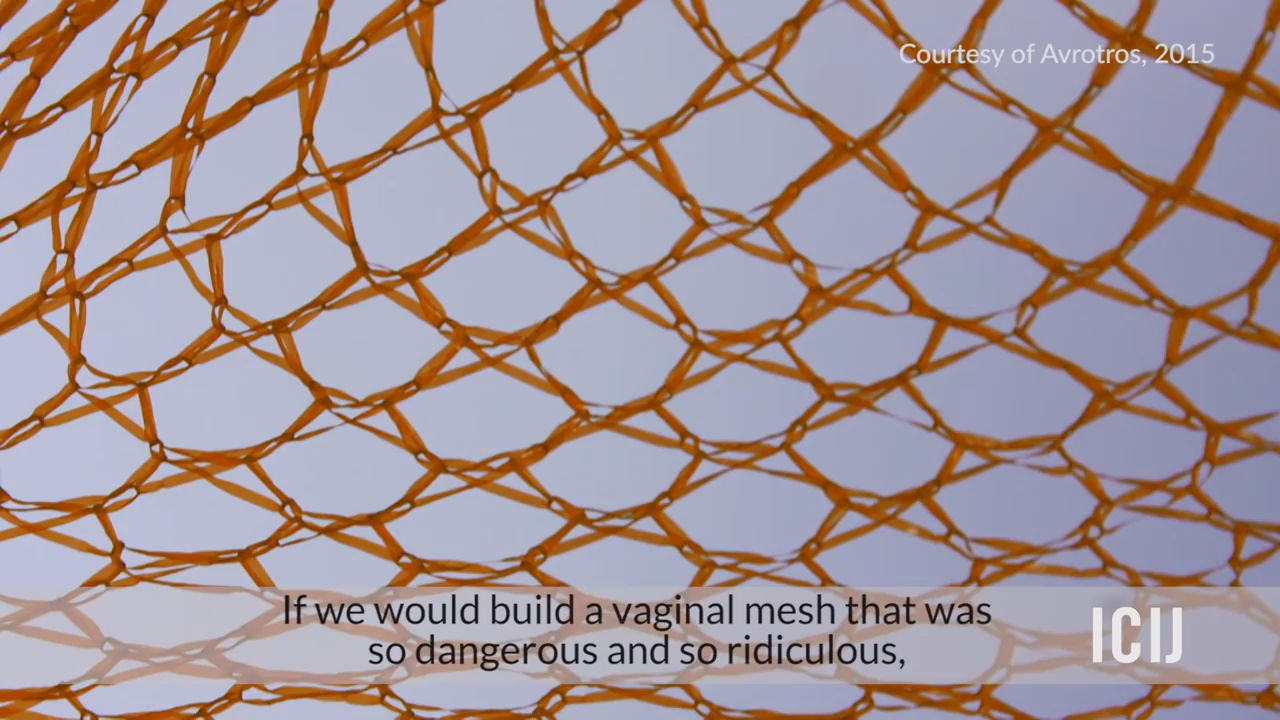 Courtesy of Avrotros, 2015
If we would build a vaginal mesh that was
so dangerous and so ridiculous,
ICIJ